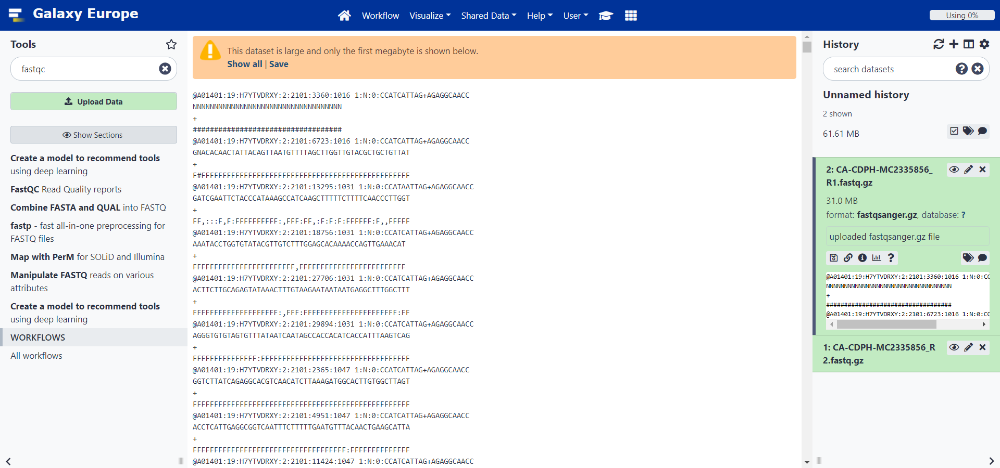 Galaxy Europe
Workflow Visualize Shared Data Help User
Using 0%
Tools
fastqc
Upload Data
Show Sections
Create a model to recommend tools
using deep learning
FastQC Read Quality reports
Combine FASTA and QUAL into FASTQ
fastp - fast all-in-one preprocessing for
FASTQ files
Map with PerM for SOLiD and Illumina
Manipulate FASTQ reads on various
attributes
Create a model to recommend tools
using deep learning
WORKFLOWS
All workflows
This dataset is large and only the first megabyte is shown below.
Show all | Save
@A01401:19:H7YTVDRXY:2:2101:3360:1016 1:N:0:CCATCATTAG+AGAGGCAACC
NNNNNNNNNNNNNNNNNNNNNNNNNNNNNNNNNNN
+
###################################
@A01401:19:H7YTVDRXY:2:2101:6723:1016 1:N:0:CCATCATTAG+AGAGGCAACC
GNACACAACTATTACAGTTAATGTTTTAGCTTGGTTGTACGCTGCTGTTAT
+
F#FFFFFFFFFFFFFFFFFFFFFFFFFFFFFFFFFFFFFFFFFFFFFFFFF
@A01401:19:H7YTVDRXY:2:2101:13295:1031 1:N:0:CCATAATTAG+AGAGGCAACC
GATCGAATTCTACCCATAAAGCCATCAAGCTTTTTCTTTTCAACCCTTGGT
+
FF,:::F,F:FFFFFFFFFF:,FFF:FF,:F:F:F:FFFFFF:F,,FFFFF
@A01401:19:H7YTVDRXY:2:2101:18756:1031 1:N:0:CCATCATTAG+AGAGGCAACC
AAATACCTGGTGTATACGTTGTCTTTGGAGCACAAAACCAGTTGAAACAT
+
FFFFFFFFFFFFFFFFFFFFFFFF,FFFFFFFFFFFFFFFFFFFFFFFFF
@A01401:19:H7YTVDRXY:2:2101:27706:1031 1:N:0:CCATCATTAG+AGAGGCAACC
ACTTCTTGCAGAGTATAAACTTTGTAAGAATAATAATGAGGCTTTGGCTTT
+
FFFFFFFFFFFFFFFFFFFF:,FFF:FFFFFFFFFFFFFFFFFFFFFF:FF
@A01401:19:H7YTVDRXY:2:2101:29894:1031 1:N:0:CCATCATTAG+AGAGGCAACC
AGGGTGTGTAGTGTTTATAATCAATAGCCACCACATCACCATTTAAGTCAG
+
FFFFFFFFFFFFFFF:FFFFFFFFFFFFFFFFFFFFFFFFFFFFFFFFFFF
@A01401:19:H7YTVDRXY:2:2101:2365:1047 1:N:0:CCATCATTAG+AGAGGCAACC
GGTCTTATCAGAGGCACGTCAACATCTTAAAGATGGCACTTGTGGCTTAGT
+
FFFFFFFFFFFFFFFFFFFFFFFFFFFFFFFFFFFFFFFFFFFFFFFFFFF
@A01401:19:H7YTVDRXY:2:2101:4951:1047 1:N:0:CCATCATTAG+AGAGGCAACC
ACCTCATTGAGGCGGTCAATTTCTTTTTGAATGTTTACAACTGAAGCATTA
+
FFFFFFFFFFFFFFFFFFFFFFFFFFFFFFFFFFFF:FFFFFFFFFFFFFF
@A01401:19:H7YTVDRXY:2:2101:11424:1047 1:N:0:CCATCATTAG+AGAGGCAACC
History
search datasets
Unnamed history
2 shown
61.61 MB
2: CA-CDPH-MC2335856_
R1.fastq.gz
31.0 MB
format: fastqsanger.gz, database: ?
uploaded fastqsanger.gz file
@A01401:19:H7YTVDRXY:2:2101:3360:1016 1:N:0:CC
NNNNNNNNNNNNNNNNNNNNNNNNNNNNNNNNNNN
+
###################################
@A01401:19:H7YTVDRXY:2:2101:6723:1016 1:N:0:CC
1: CA-CDPH-MC2335856_R
2.fastq.gz